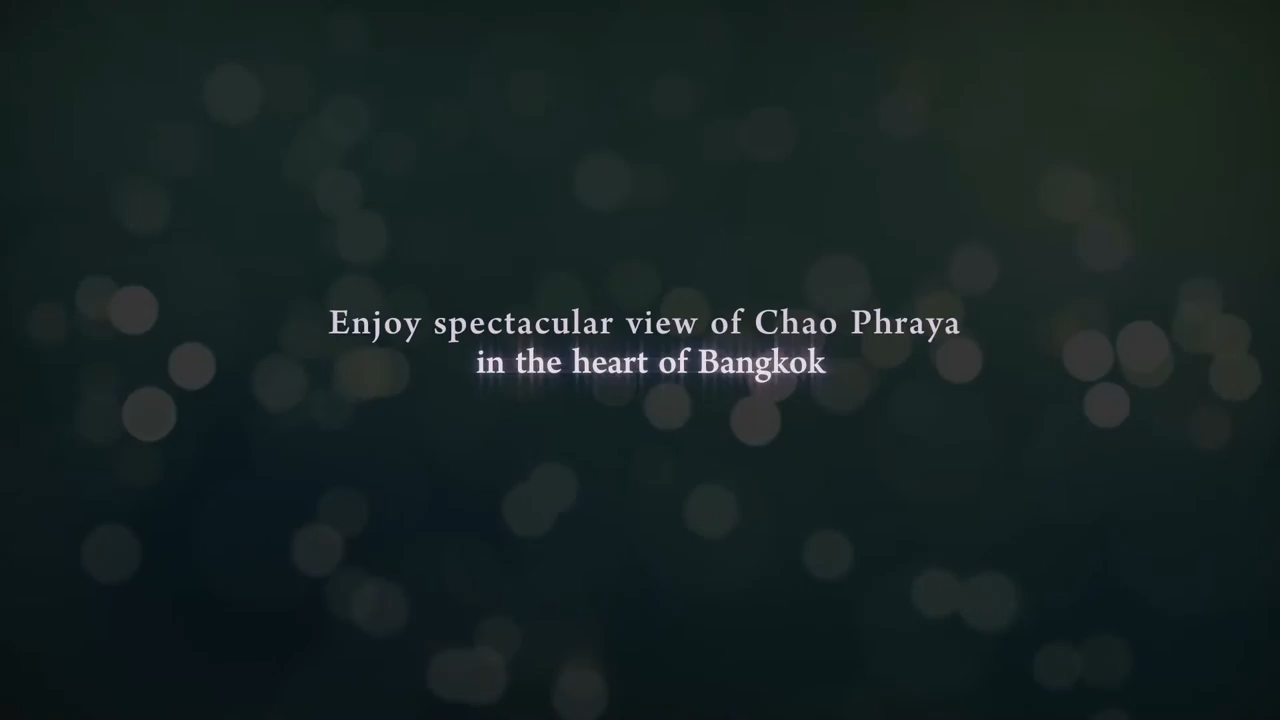 Enjoy spectacular view of Chao Phraya
in the heart of Bangkok